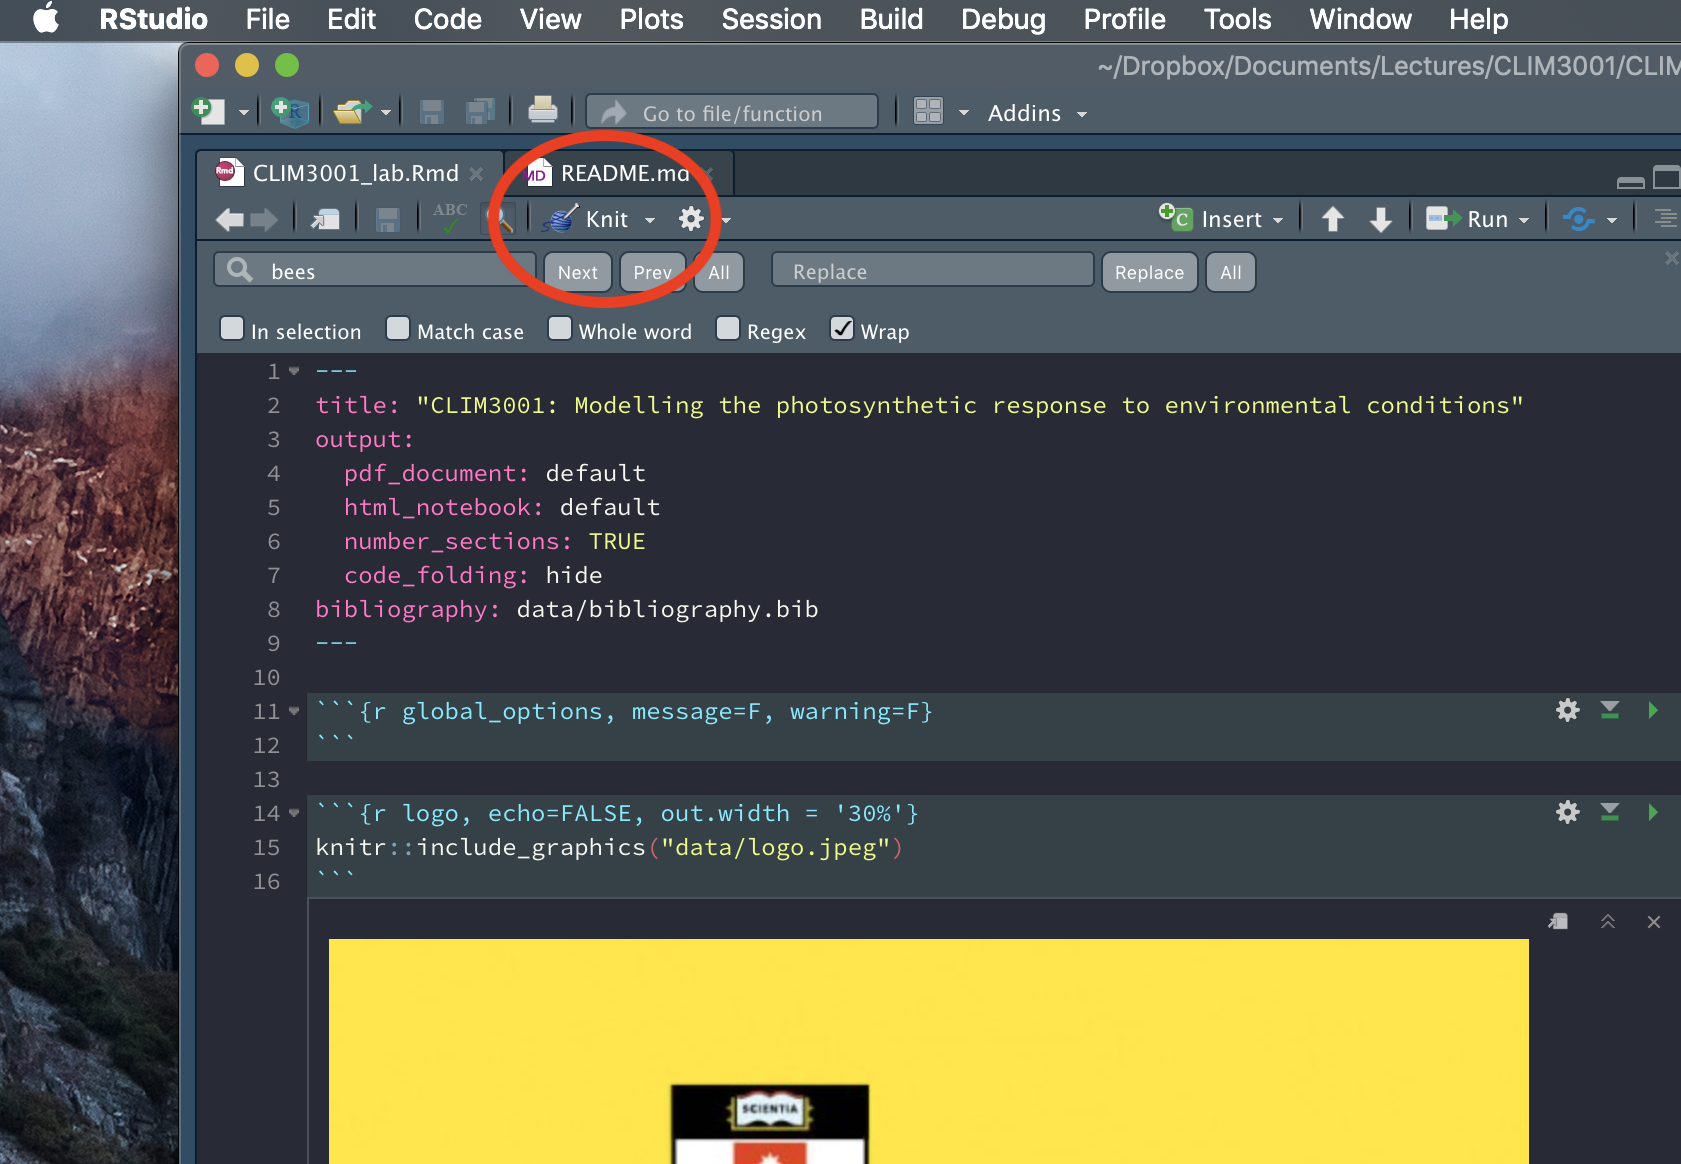 RStudio File Edit Code View Plots Session Build Debug Profile Tools Window Help
~/Dropbox/Documents/Lectures/CLIM3001/CLIM
Go to file/function Addins
CLIM3001_lab.Rmd README.md
ABC Knit Insert Run
bees Next Prev All Replace Replace All
In selection Match case Whole word Regex Wrap
1 ---
2 title: "CLIM3001: Modelling the photosynthetic response to environmental conditions"
3 output:
4 pdf_document: default
5 html_notebook: default
6 number_sections: TRUE
7 code_folding: hide
8 bibliography: data/bibliography.bib
9 ---
10
11 ```{r global_options, message=F, warning=F}
12 ```
13
14 ```{r logo, echo=FALSE, out.width = '30%'}
15 knitr::include_graphics("data/logo.jpeg")
16 ```
SCIENTIA